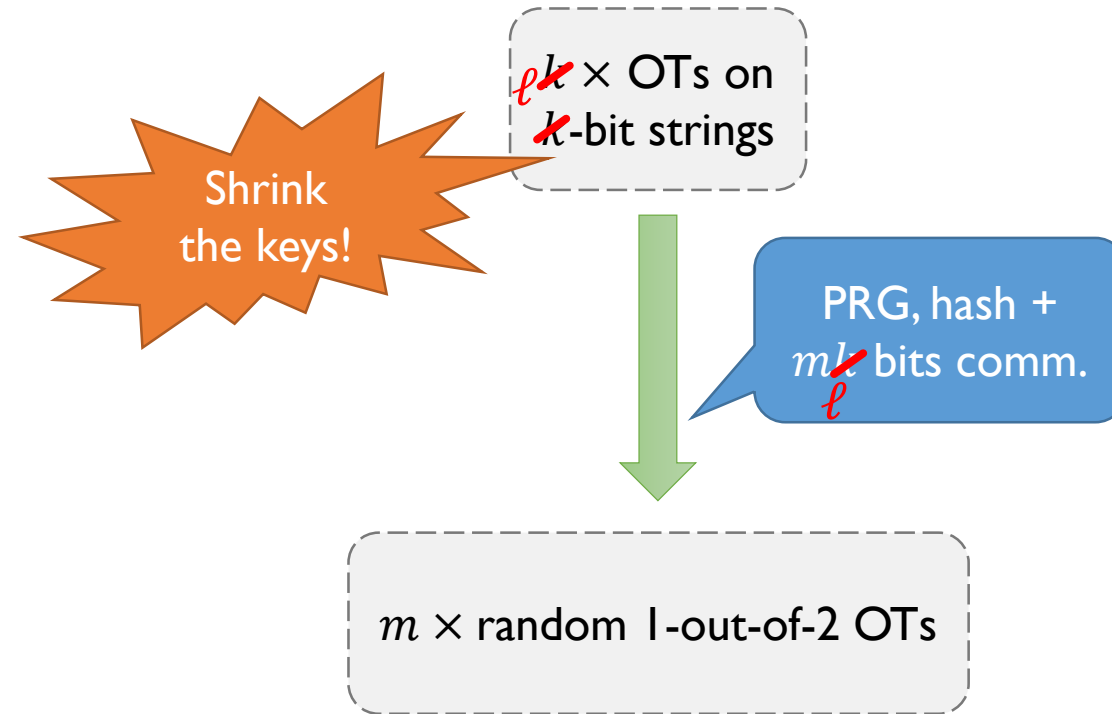 ℓ k × OTs on
k-bit strings
Shrink
the keys!
PRG, hash +
mk bits comm.
ℓ
m × random 1-out-of-2 OTs